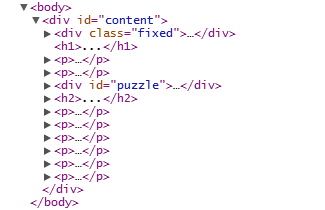 ▼<body>
▼<div id="content">
▶<div class="fixed">…</div>
<h1>...</h1>
▶<p>…</p>
▶<p>…</p>
▶<div id="puzzle">…</div>
▶<h2>...</h2>
▶<p>…</p>
▶<p>…</p>
▶<p>…</p>
▶<p>…</p>
▶<p>…</p>
▶<p>…</p>
</div>
</body>